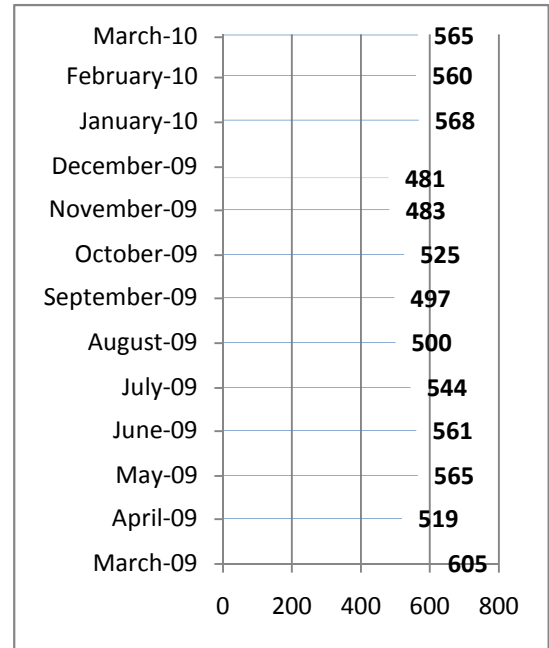 March-10 565
February-10 560
January-10 568
December-09 481
November-09 483
October-09 525
September-09 497
August-09 500
July-09 544
June-09 561
May-09 565
April-09 519
March-09 605
0 200 400 600 800